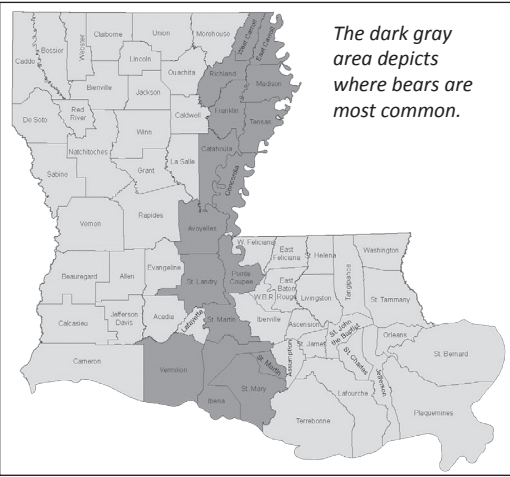 The dark gray
area depicts
where bears are
most common.
Caddo
Bossier
Webster
Claiborne
Union
Morehouse
West Carroll
East Carroll
Lincoln
Ouachita
Richland
Madison
Bienville
Jackson
Franklin
Tensas
De Soto
Red
River
Caldwell
Winn
Natchitoches
Catahoula
La Salle
Sabine
Grant
Concordia
Vernon
Rapides
Avoyelles
W. Feliciana
East
Feliciana
St. Helena
Washington
Tangipahoa
Beauregard
Allen
Evangeline
St. Landry
Pointe
Coupee
W.B.R.
East
Baton
Rouge
Livingston
St. Tammany
Calcasieu
Jefferson
Davis
Acadia
Lafayette
St. Martin
Iberville
Ascension
St. John
the Baptist
Orleans
St. Bernard
Cameron
Vermilion
St. Martin
Iberia
St. Mary
Assumption
St. James
St. Charles
Jefferson
Lafourche
Terrebonne
Plaquemines